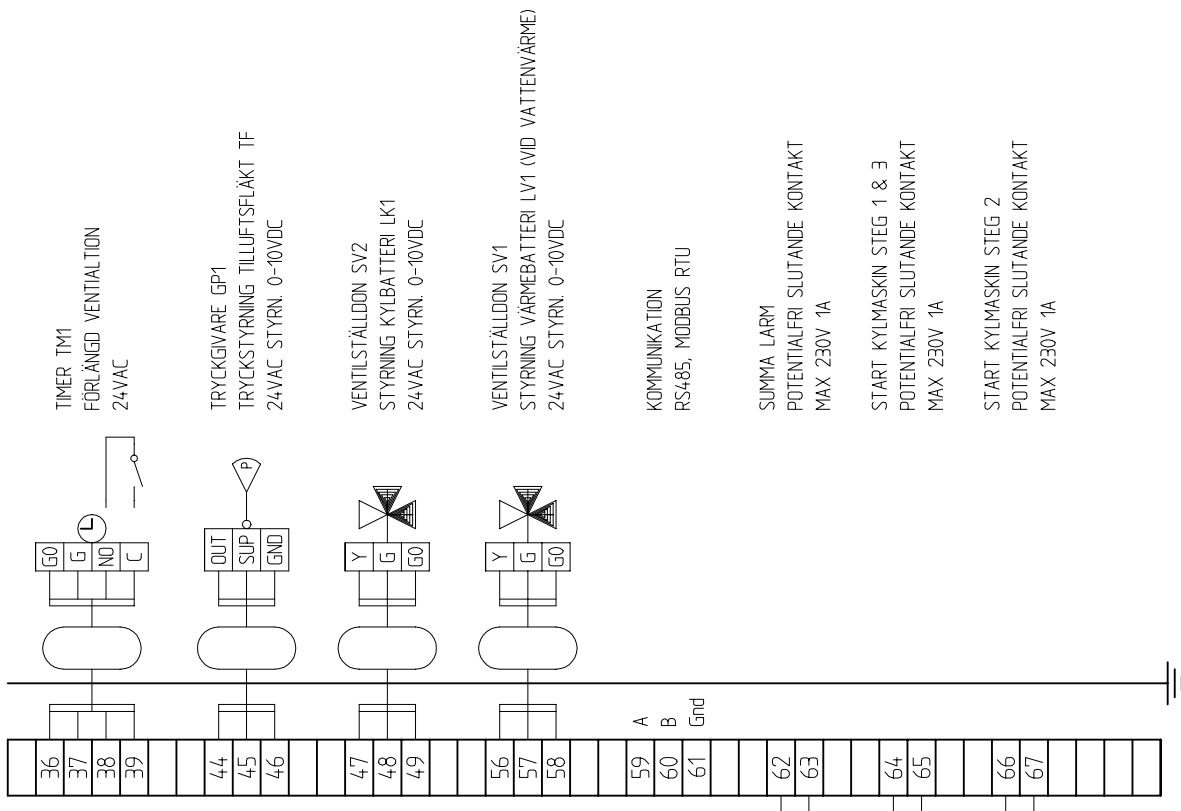 TIMER TM1
FÖRLÄNGD VENTIALTION
24VAC
G0
G
NO
C
36
37
38
39
TRYCKGIVARE GP1
TRYCKSTYRNING TILLUFTSFLÄKT TF
24VAC STYRN. 0-10VDC
P
OUT
SUP
GND
44
45
46
VENTILSTÄLLDON SV2
STYRNING KYLBATTERI LK1
24VAC STYRN. 0-10VDC
Y
G
G0
47
48
49
VENTILSTÄLLDON SV1
STYRNING VÄRMEBATTERI LV1 (VID VATTENVÄRME)
24VAC STYRN. 0-10VDC
Y
G
G0
56
57
58
KOMMUNIKATION
RS485, MODBUS RTU
A
B
Gnd
59
60
61
SUMMA LARM
POTENTIALFRI SLUTANDE KONTAKT
MAX 230V 1A
62
63
START KYLMASKIN STEG 1 & 3
POTENTIALFRI SLUTANDE KONTAKT
MAX 230V 1A
64
65
START KYLMASKIN STEG 2
POTENTIALFRI SLUTANDE KONTAKT
MAX 230V 1A
66
67